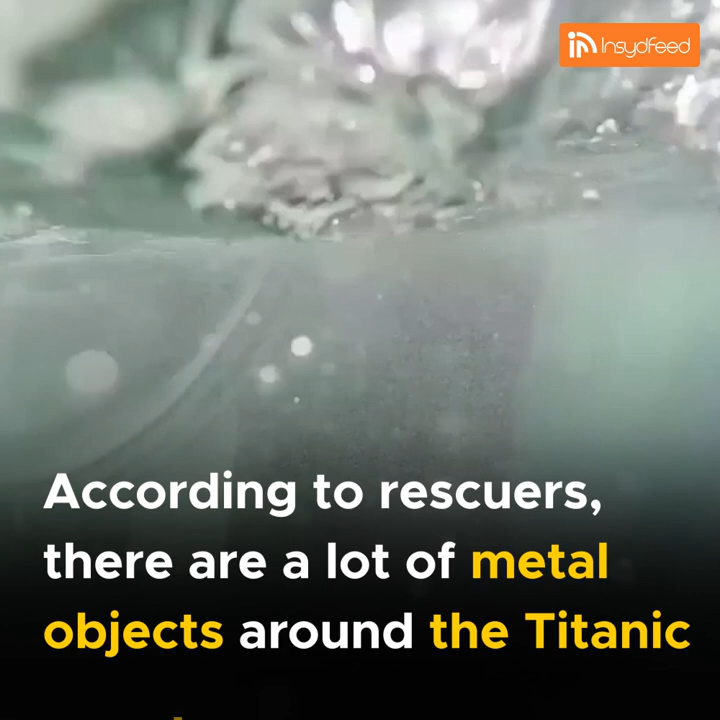 Insydfeed
According to rescuers,
there are a lot of metal
objects around the Titanic